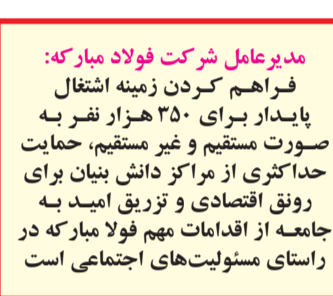 مدیرعامل شرکت فولاد مبارکه:
فراهم کردن زمینه اشتغال
پایدار برای ۳۵۰ هزار نفر به
صورت مستقیم و غیر مستقیم، حمایت
حداکثری از مراکز دانش بنیان برای
رونق اقتصادی و تزریق امید به
جامعه از اقدامات مهم فولا مبارکه در
راستای مسئولیت‌های اجتماعی است